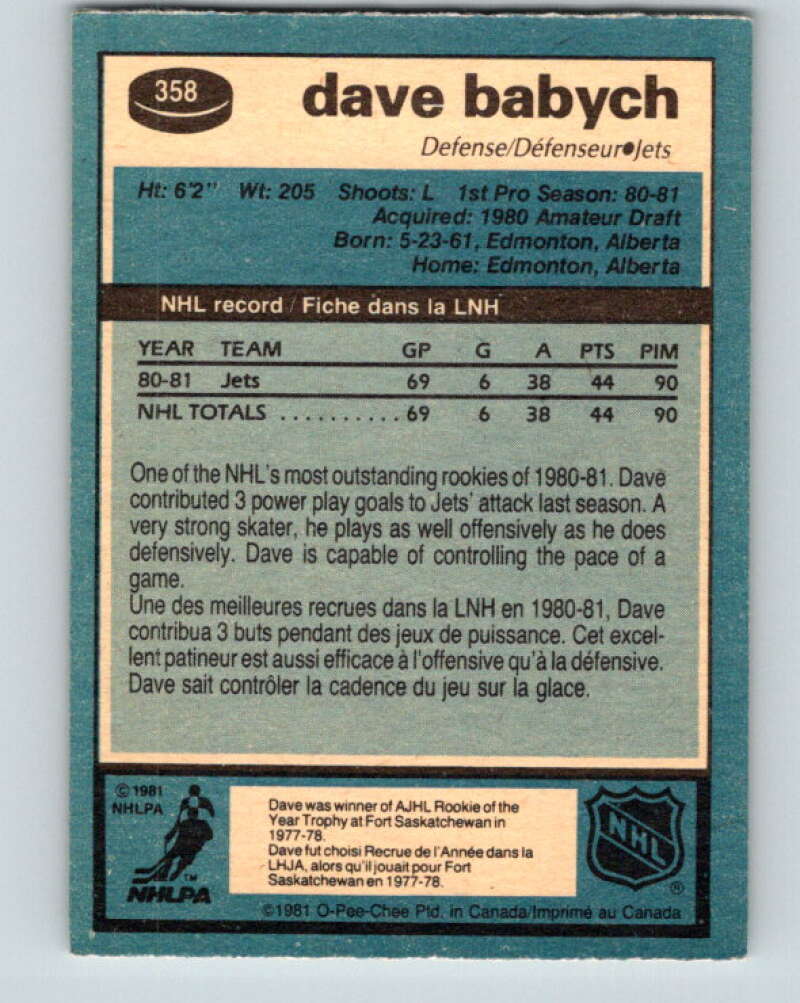 358
dave babych
Defense/Défenseur•Jets
Ht: 6'2" Wt: 205 Shoots: L 1st Pro Season: 80-81
Acquired: 1980 Amateur Draft
Born: 5-23-61, Edmonton, Alberta
Home: Edmonton, Alberta
NHL record / Fiche dans la LNH
YEAR TEAM GP G A PTS PIM
80-81 Jets 69 6 38 44 90
NHL TOTALS .......... 69 6 38 44 90
One of the NHL's most outstanding rookies of 1980-81. Dave
contributed 3 power play goals to Jets' attack last season. A
very strong skater, he plays as well offensively as he does
defensively. Dave is capable of controlling the pace of a
game.
Une des meilleures recrues dans la LNH en 1980-81, Dave
contribua 3 buts pendant des jeux de puissance. Cet excel-
lent patineur est aussi efficace à l'offensive qu'à la défensive.
Dave sait contrôler la cadence du jeu sur la glace.
© 1981
NHLPA
TM
NHLPA
Dave was winner of AJHL Rookie of the
Year Trophy at Fort Saskatchewan in
1977-78.
Dave fut choisi Recrue de l'Année dans la
LHJA, alors qu'il jouait pour Fort
Saskatchewan en 1977-78.
NHL
®
©1981 O-Pee-Chee Ptd. in Canada/Imprimé au Canada